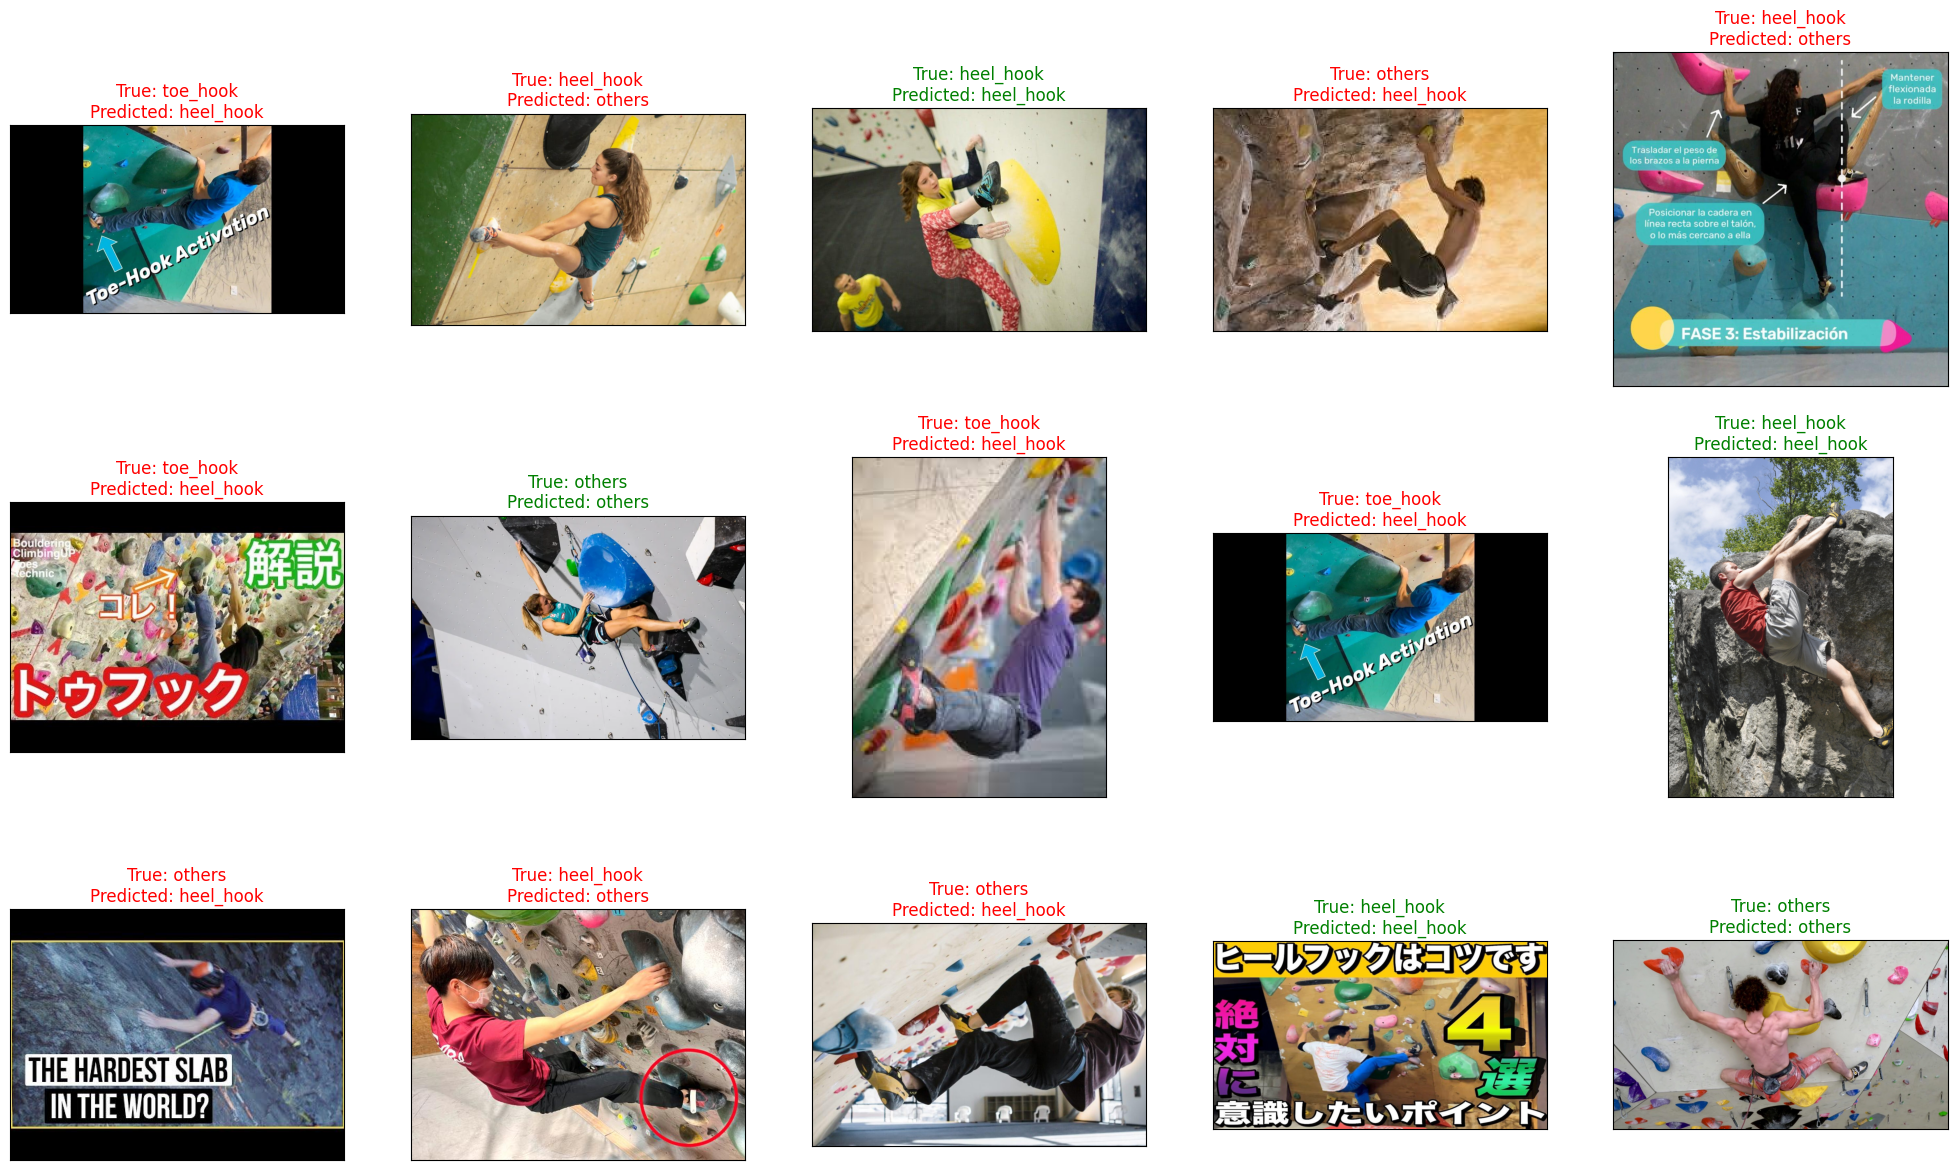 True: toe_hook
Predicted: heel_hook
Toe-Hook Activation
True: heel_hook
Predicted: others
True: heel_hook
Predicted: heel_hook
True: others
Predicted: heel_hook
True: heel_hook
Predicted: others
Mantener
flexionada
la rodilla
Trasladar el peso de
los brazos a la pierna
Posicionar la cadera en
línea recta sobre el talón,
o lo más cercano a ella
FASE 3: Estabilización
True: toe_hook
Predicted: heel_hook
Bouldering
ClimbingUP
Toes
technic
解説
コレ!
トゥフック
True: others
Predicted: others
True: toe_hook
Predicted: heel_hook
True: toe_hook
Predicted: heel_hook
Toe-Hook Activation
True: heel_hook
Predicted: heel_hook
True: others
Predicted: heel_hook
THE HARDEST SLAB
IN THE WORLD?
True: heel_hook
Predicted: others
True: others
Predicted: heel_hook
True: heel_hook
Predicted: heel_hook
ヒールフックはコツです
絶対に
4
選
意識したいポイント
True: others
Predicted: others